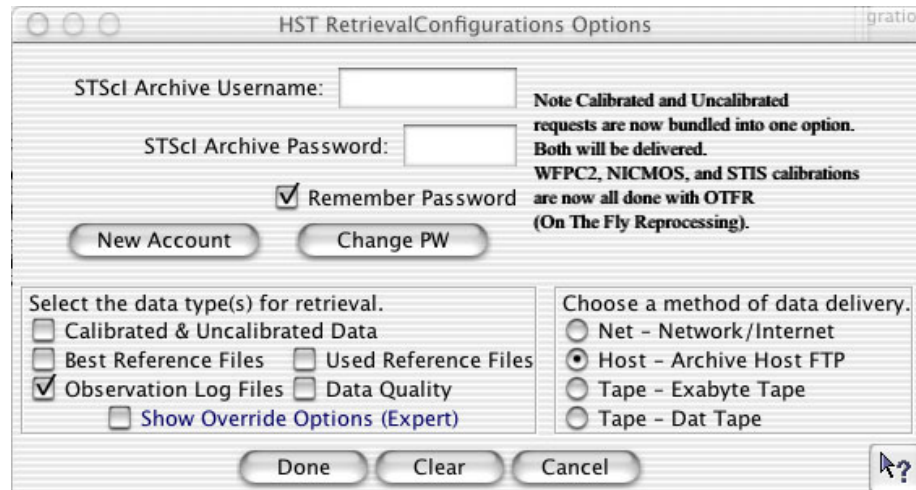 HST RetrievalConfigurations Options
gratio
STScI Archive Username:
STScI Archive Password:
Remember Password
New Account Change PW
Note Calibrated and Uncalibrated
requests are now bundled into one option.
Both will be delivered.
WFPC2, NICMOS, and STIS calibrations
are now all done with OTFR
(On The Fly Reprocessing).
Select the data type(s) for retrieval.
Calibrated & Uncalibrated Data
Best Reference Files Used Reference Files
Observation Log Files Data Quality
Show Override Options (Expert)
Choose a method of data delivery.
Net – Network/Internet
Host – Archive Host FTP
Tape – Exabyte Tape
Tape – Dat Tape
Done Clear Cancel
?